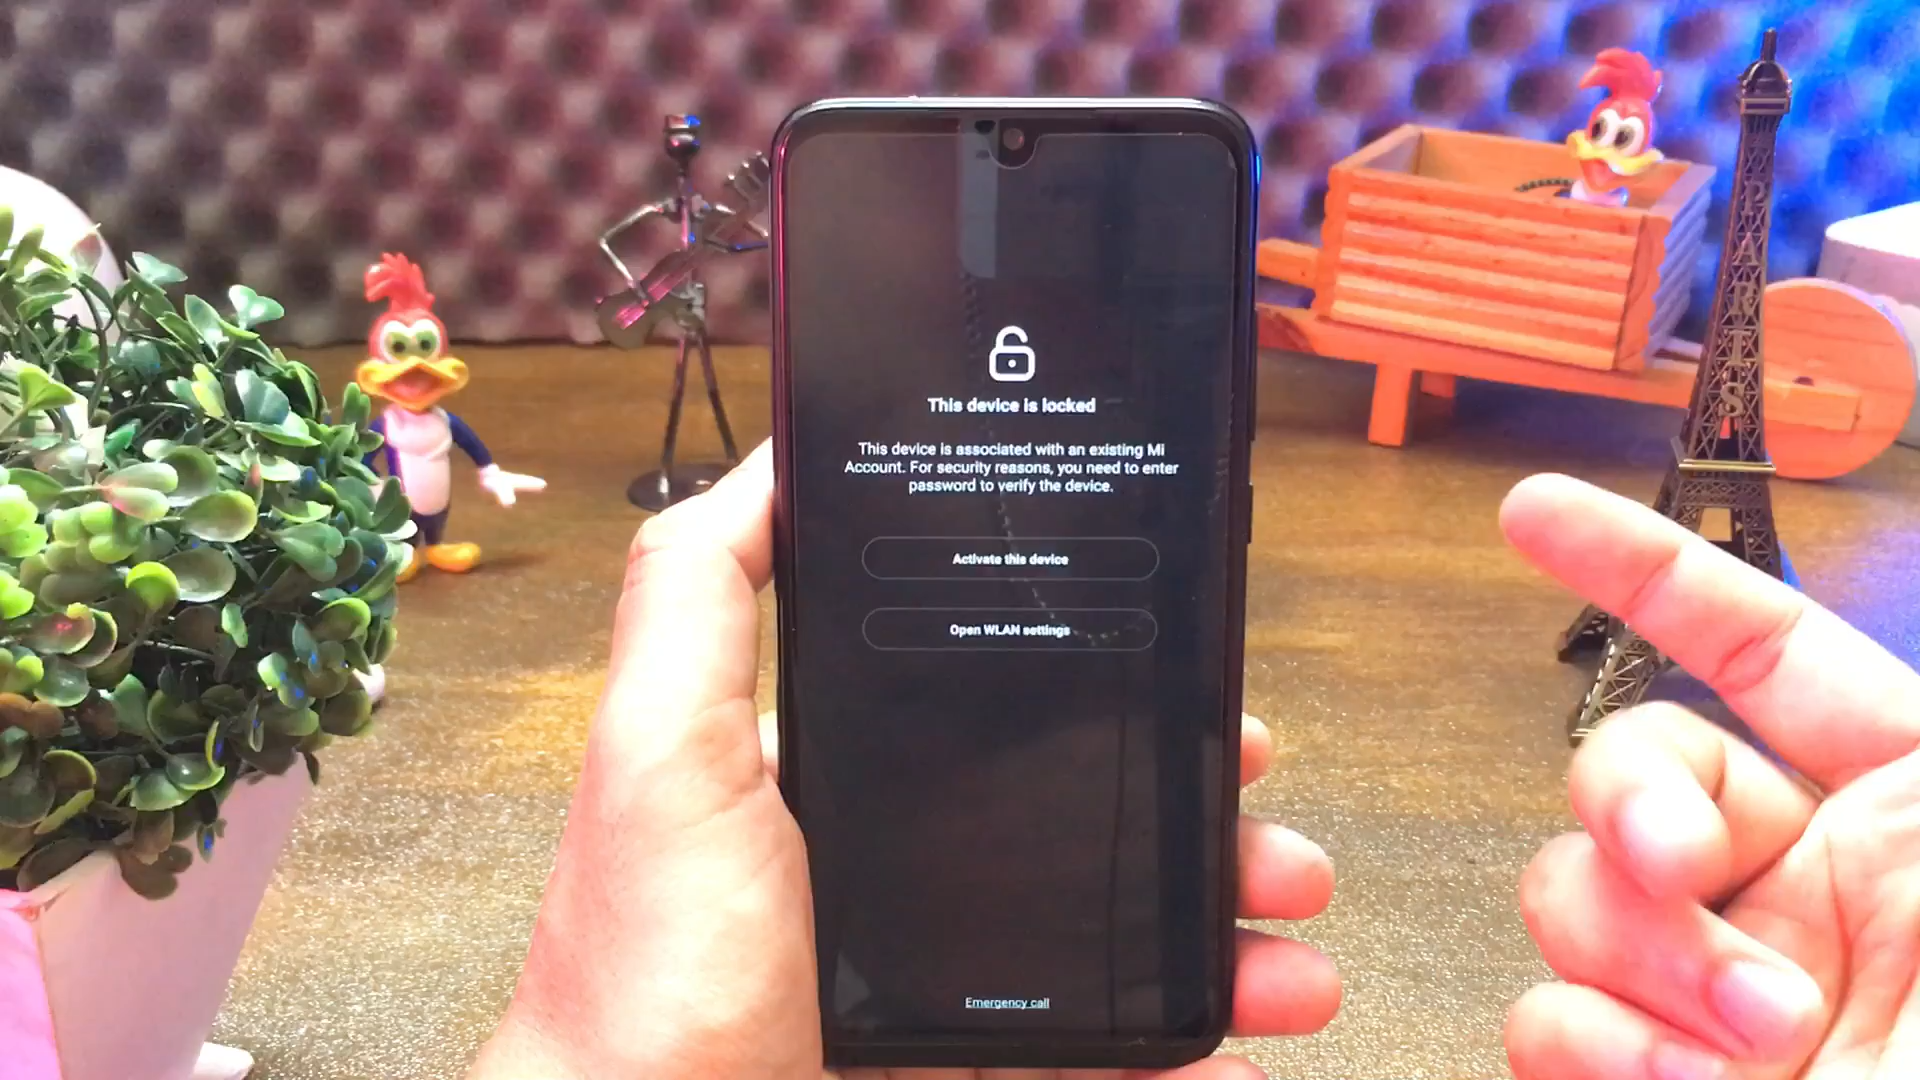 This device is locked
This device is associated with an existing Mi
Account. For security reasons, you need to enter
password to verify the device.
Activate this device
Open WLAN settings
Emergency call
PARIS